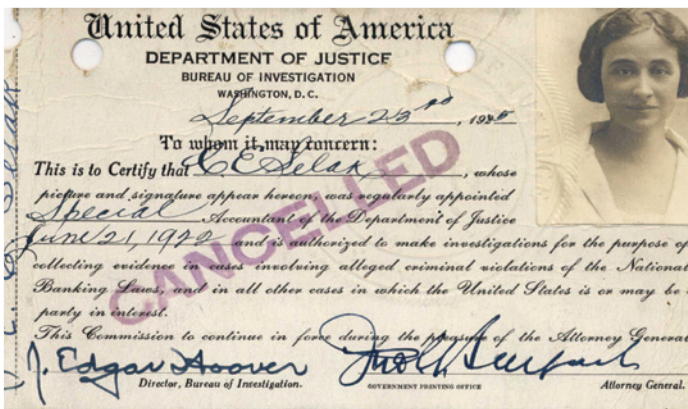 United States of America
DEPARTMENT OF JUSTICE
BUREAU OF INVESTIGATION
WASHINGTON, D. C.
September 23rd, 1925
To whom it may concern:
This is to Certify that C E Selak, whose
picture and signature appear hereon, was regularly appointed
Special Accountant of the Department of Justice
June 21, 1922 and is authorized to make investigations for the purpose of
collecting evidence in cases involving alleged criminal violations of the National
Banking Laws, and in all other cases in which the United States is or may be
party in interest.
This Commission to continue in force during the pleasure of the Attorney General
J. Edgar Hoover
Director, Bureau of Investigation. GOVERNMENT PRINTING OFFICE Attorney General.
CANCELLED
C. E. Selak